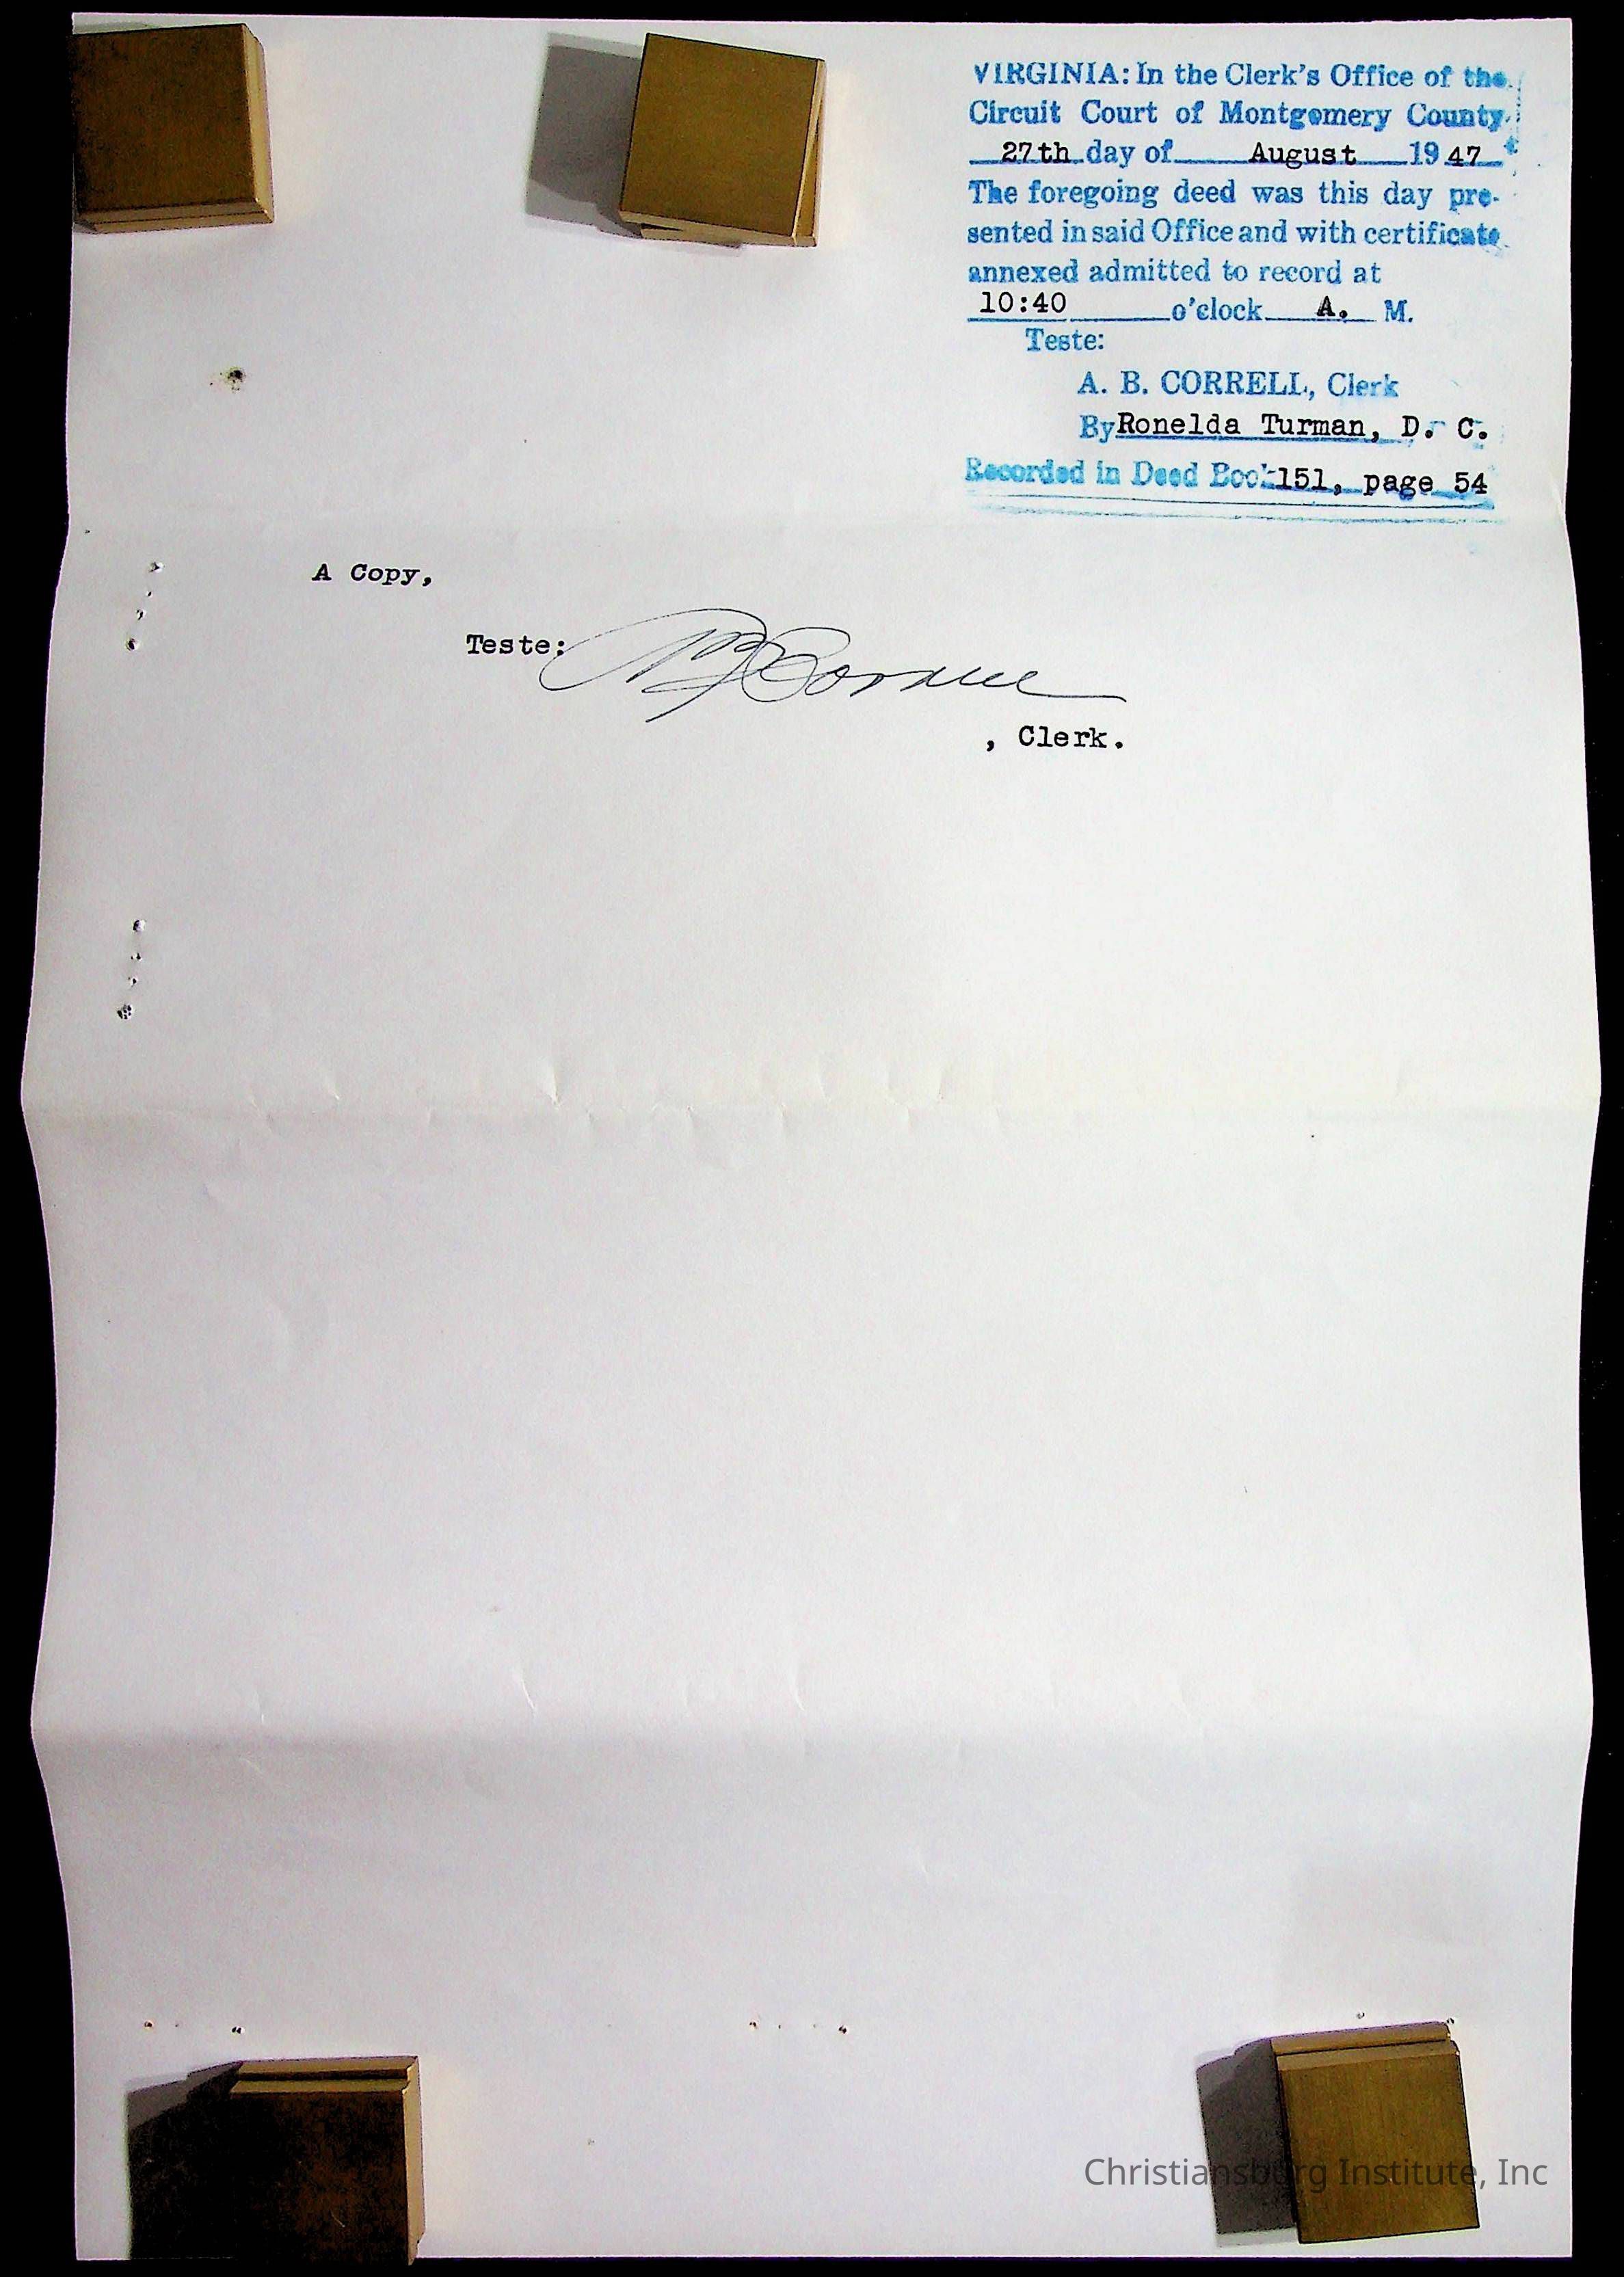 VIRGINIA: In the Clerk's Office of the
Circuit Court of Montgomery County
27th day of August 1947
The foregoing deed was this day pre-
sented in said Office and with certificate
annexed admitted to record at
10:40 o'clock A. M.
Teste:
A. B. CORRELL, Clerk
By Ronelda Turman, D. C.
Recorded in Deed Book 151, page 54
A Copy,
Teste: A B Correll
, Clerk.
Christiansburg Institute, Inc